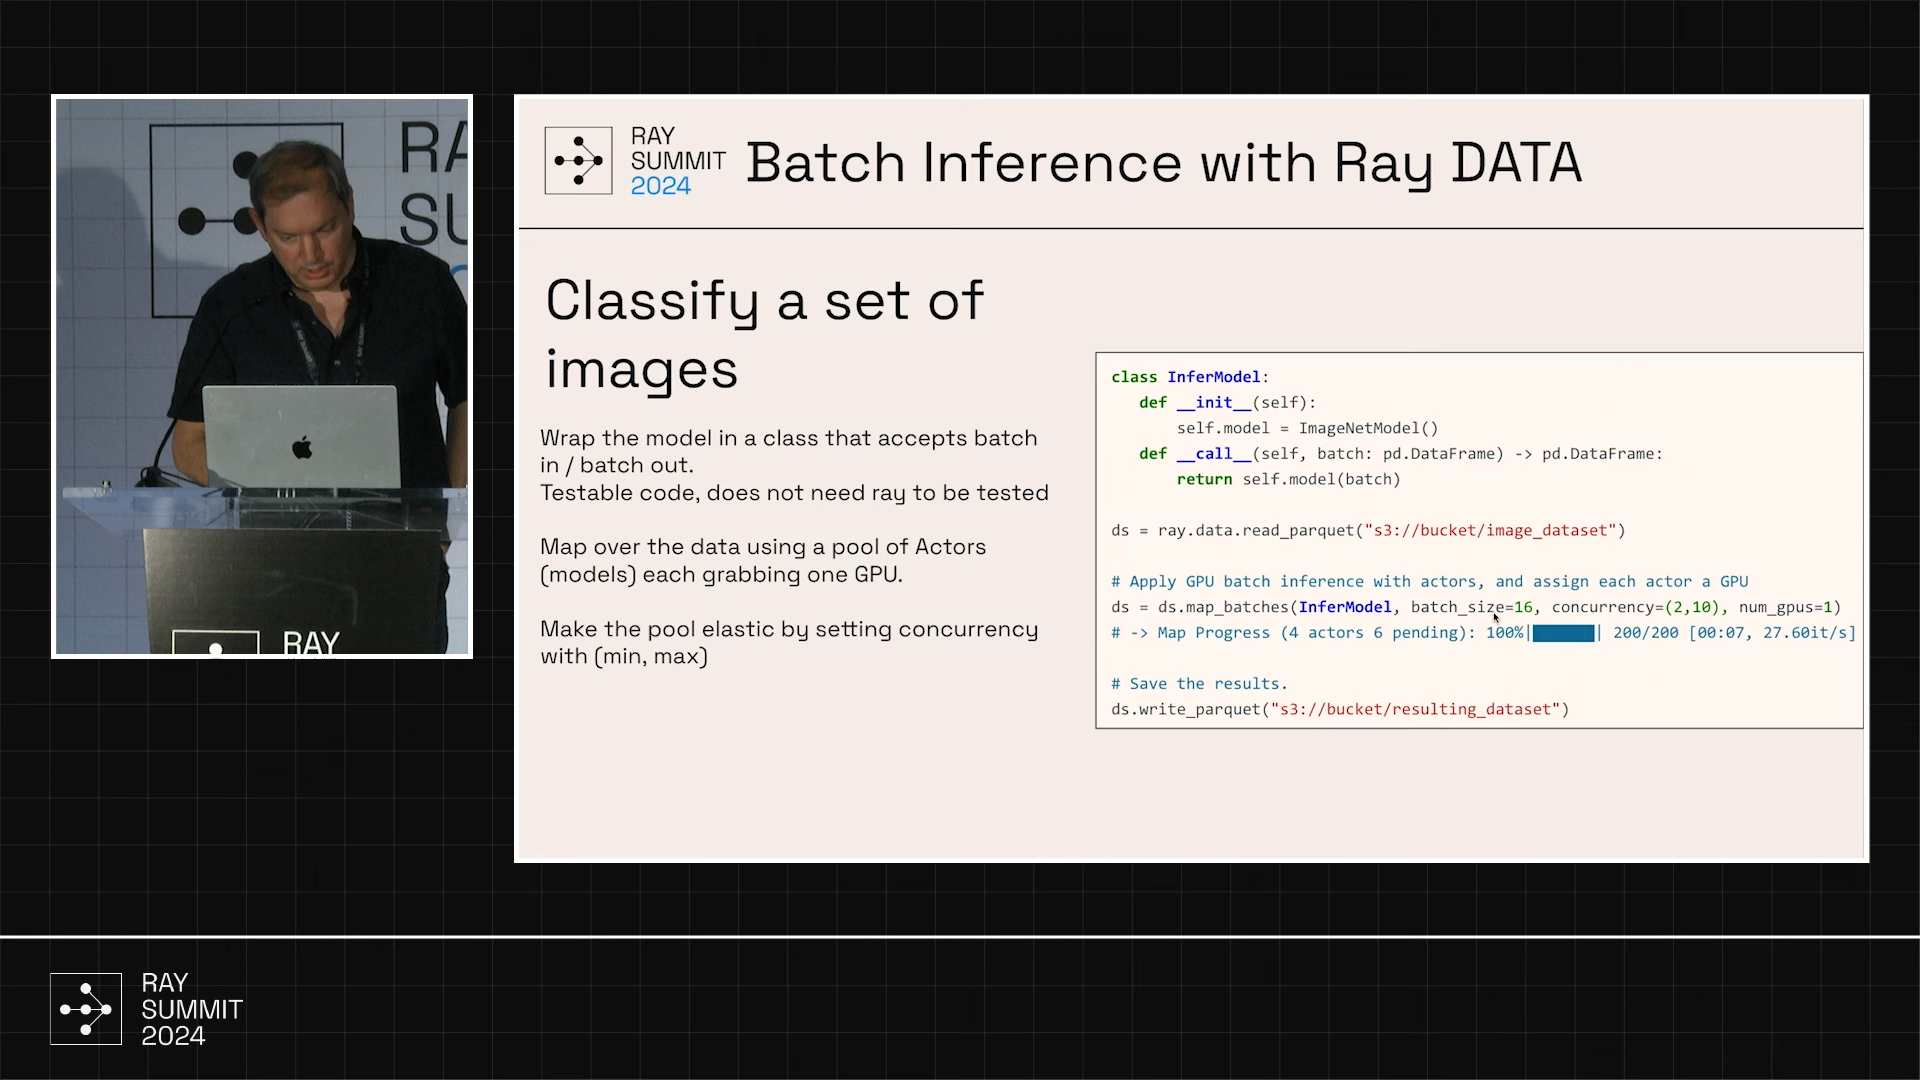 RA
SU
RAY
RAY
SUMMIT
2024
Batch Inference with Ray DATA
Classify a set of
images
Wrap the model in a class that accepts batch
in / batch out.
Testable code, does not need ray to be tested
Map over the data using a pool of Actors
(models) each grabbing one GPU.
Make the pool elastic by setting concurrency
with (min, max)
class InferModel:
def __init__(self):
self.model = ImageNetModel()
def __call__(self, batch: pd.DataFrame) -> pd.DataFrame:
return self.model(batch)
ds = ray.data.read_parquet("s3://bucket/image_dataset")
# Apply GPU batch inference with actors, and assign each actor a GPU
ds = ds.map_batches(InferModel, batch_size=16, concurrency=(2,10), num_gpus=1)
# -> Map Progress (4 actors 6 pending): 100%|██████| 200/200 [00:07, 27.60it/s]
# Save the results.
ds.write_parquet("s3://bucket/resulting_dataset")
RAY
SUMMIT
2024